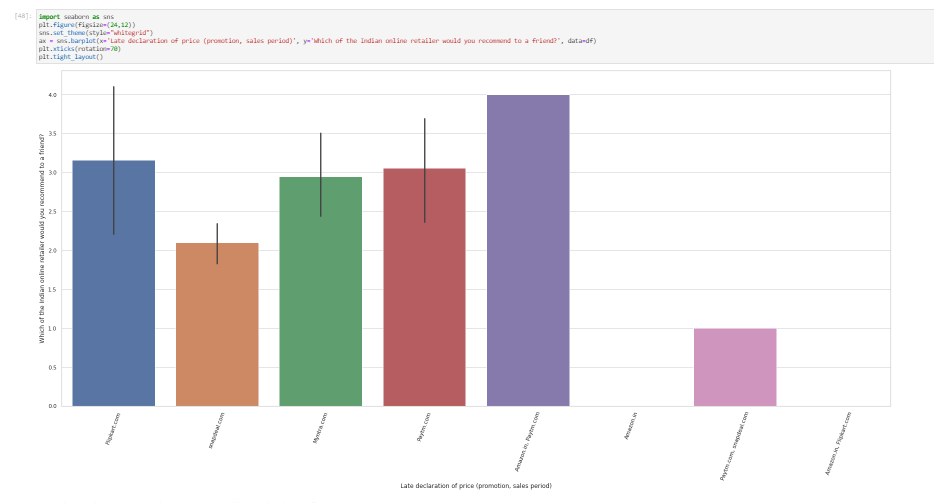 [48]: import seaborn as sns
plt.figure(figsize=(24,12))
sns.set_theme(style="whitegrid")
ax = sns.barplot(x='Late declaration of price (promotion, sales period)', y='Which of the Indian online retailer would you recommend to a friend?', data=df)
plt.xticks(rotation=70)
plt.tight_layout()
Which of the Indian online retailer would you recommend to a friend?
4.0
3.5
3.0
2.5
2.0
1.5
1.0
0.5
0.0
Flipkart.com
snapdeal.com
Myntra.com
Paytm.com
Amazon.in, Paytm.com
Amazon.in
Paytm.com, snapdeal.com
Amazon.in, Flipkart.com
Late declaration of price (promotion, sales period)